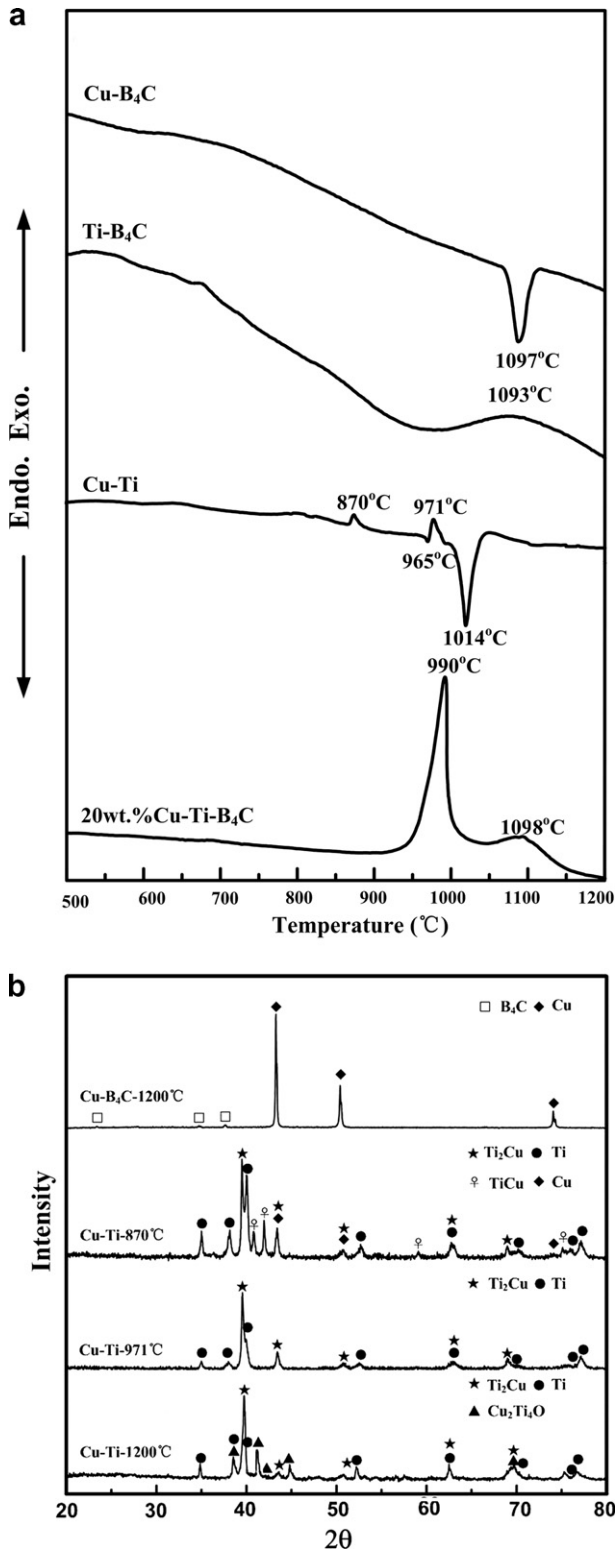 a
Cu-B₄C
Ti-B₄C
1097°C
1093°C
Cu-Ti
870°C
971°C
965°C
1014°C
990°C
20wt.%Cu-Ti-B₄C
1098°C
Endo. Exo.
500 600 700 800 900 1000 1100 1200
Temperature (℃)
b
□ B₄C ◆ Cu
Cu-B₄C-1200℃
★ Ti₂Cu ● Ti
♀ TiCu ◆ Cu
Cu-Ti-870℃
★ Ti₂Cu ● Ti
Cu-Ti-971℃
★ Ti₂Cu ● Ti
▲ Cu₂Ti₄O
Cu-Ti-1200℃
Intensity
20 30 40 50 60 70 80
2θ